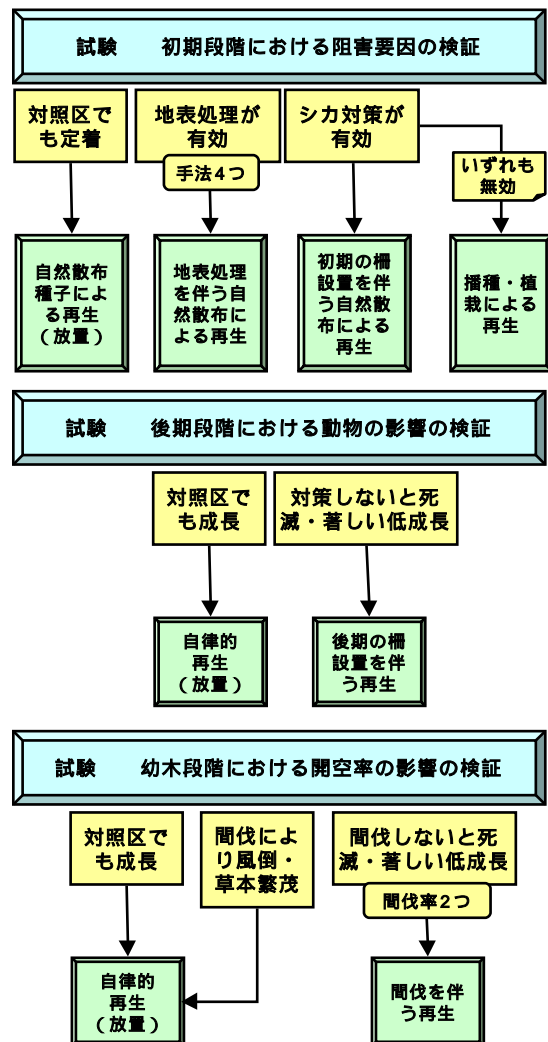 試験　　初期段階における阻害要因の検証
対照区で
も定着
地表処理が
有効
手法4つ
シカ対策が
有効
いずれも
無効
自然散布
種子によ
る再生
（放置）
地表処理
を伴う自
然散布に
よる再生
初期の柵
設置を伴
う自然散
布による
再生
播種・植
栽による
再生
試験　　後期段階における動物の影響の検証
対照区で
も成長
対策しないと死
滅・著しい低成長
自律的
再生
（放置）
後期の柵
設置を伴
う再生
試験　　幼木段階における開空率の影響の検証
対照区で
も成長
間伐によ
り風倒・
草本繁茂
間伐しないと死
滅・著しい低成長
間伐率2つ
自律的
再生
（放置）
間伐を伴
う再生